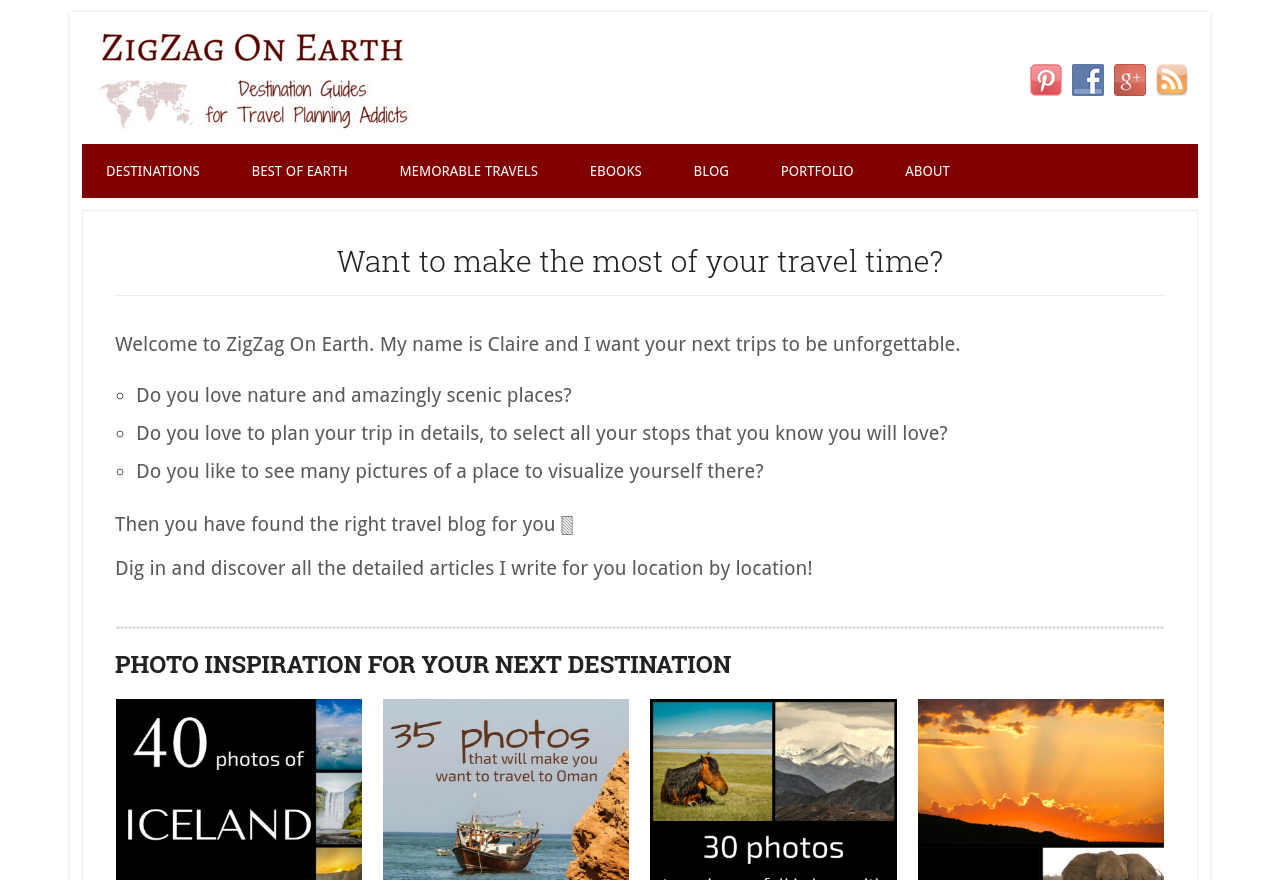 ZigZag On Earth
Destination Guides
for Travel Planning Addicts
DESTINATIONS BEST OF EARTH MEMORABLE TRAVELS EBOOKS BLOG PORTFOLIO ABOUT
Want to make the most of your travel time?
Welcome to ZigZag On Earth. My name is Claire and I want your next trips to be unforgettable.
Do you love nature and amazingly scenic places?
Do you love to plan your trip in details, to select all your stops that you know you will love?
Do you like to see many pictures of a place to visualize yourself there?
Then you have found the right travel blog for you
Dig in and discover all the detailed articles I write for you location by location!
PHOTO INSPIRATION FOR YOUR NEXT DESTINATION
40 photos of
ICELAND
35 photos
that will make you
want to travel to Oman
30 photos